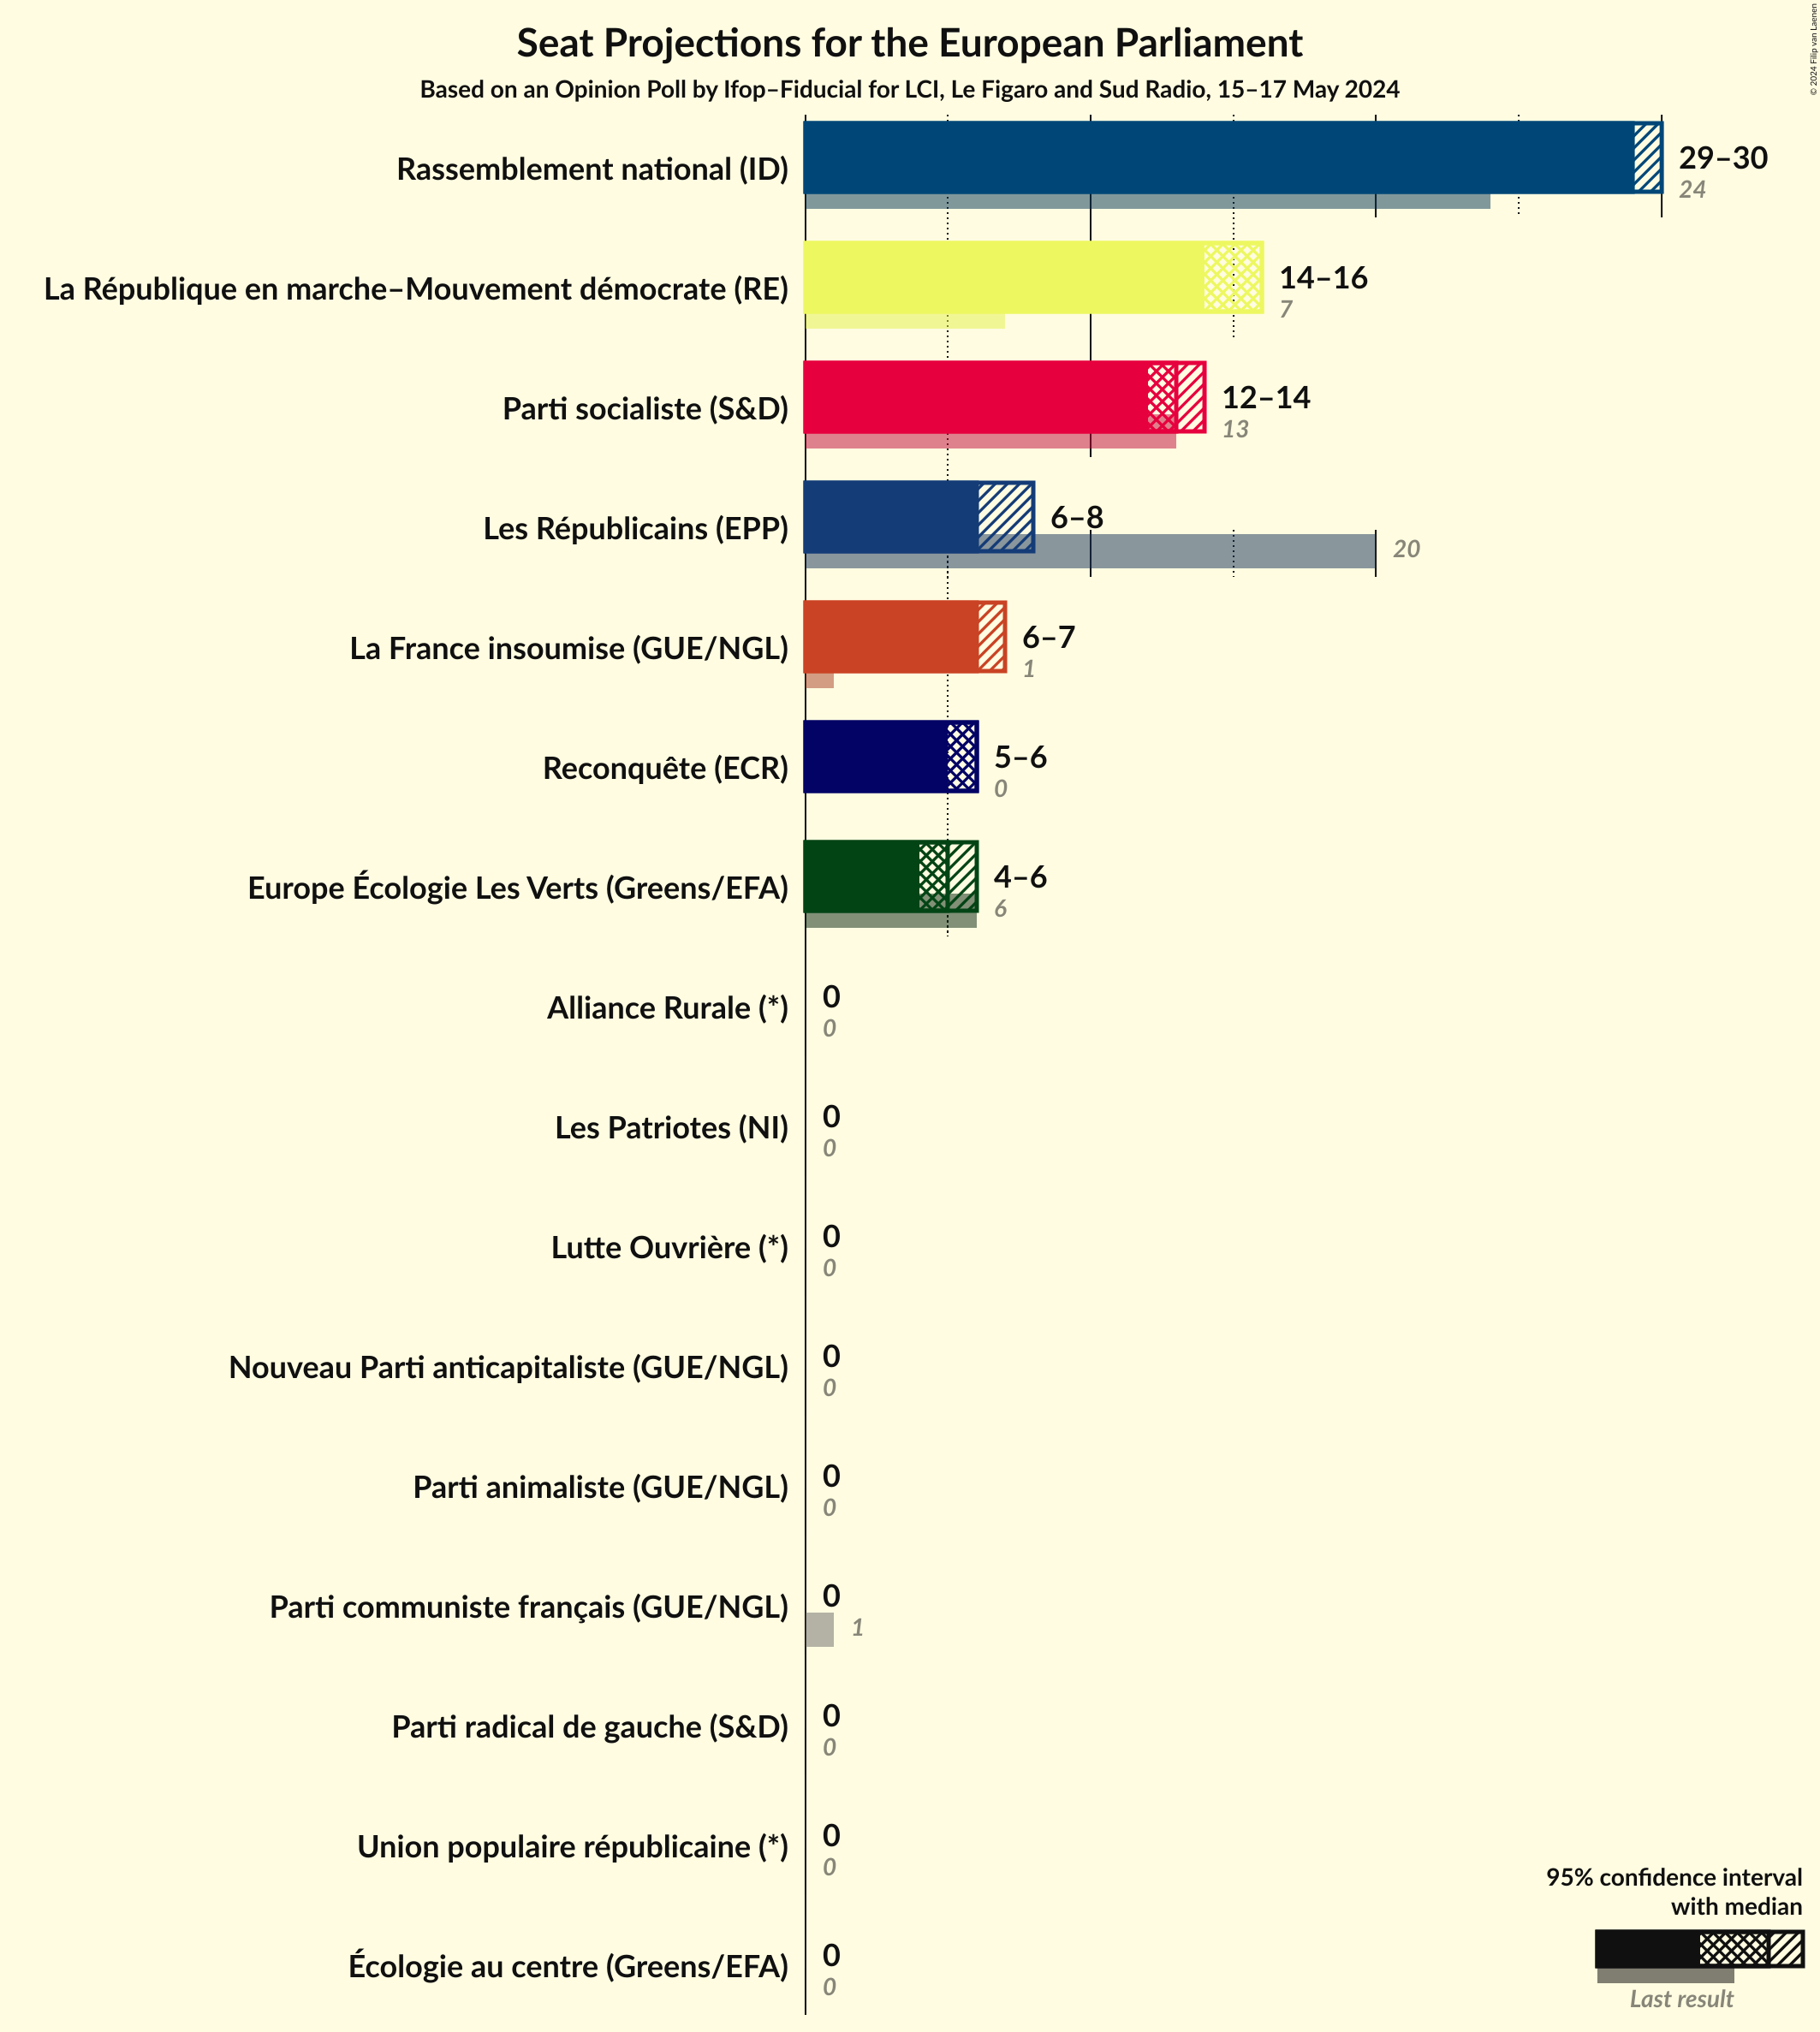 Seat Projections for the European Parliament
Based on an Opinion Poll by Ifop–Fiducial for LCI, Le Figaro and Sud Radio, 15–17 May 2024
© 2024 Filip van Laenen
Rassemblement national (ID)
29–30
24
La République en marche–Mouvement démocrate (RE)
14–16
7
Parti socialiste (S&D)
12–14
13
Les Républicains (EPP)
6–8
20
La France insoumise (GUE/NGL)
6–7
1
Reconquête (ECR)
5–6
0
Europe Écologie Les Verts (Greens/EFA)
4–6
6
Alliance Rurale (*)
0
0
Les Patriotes (NI)
0
0
Lutte Ouvrière (*)
0
0
Nouveau Parti anticapitaliste (GUE/NGL)
0
0
Parti animaliste (GUE/NGL)
0
0
Parti communiste français (GUE/NGL)
0
1
Parti radical de gauche (S&D)
0
0
Union populaire républicaine (*)
0
0
Écologie au centre (Greens/EFA)
0
0
95% confidence interval
with median
Last result